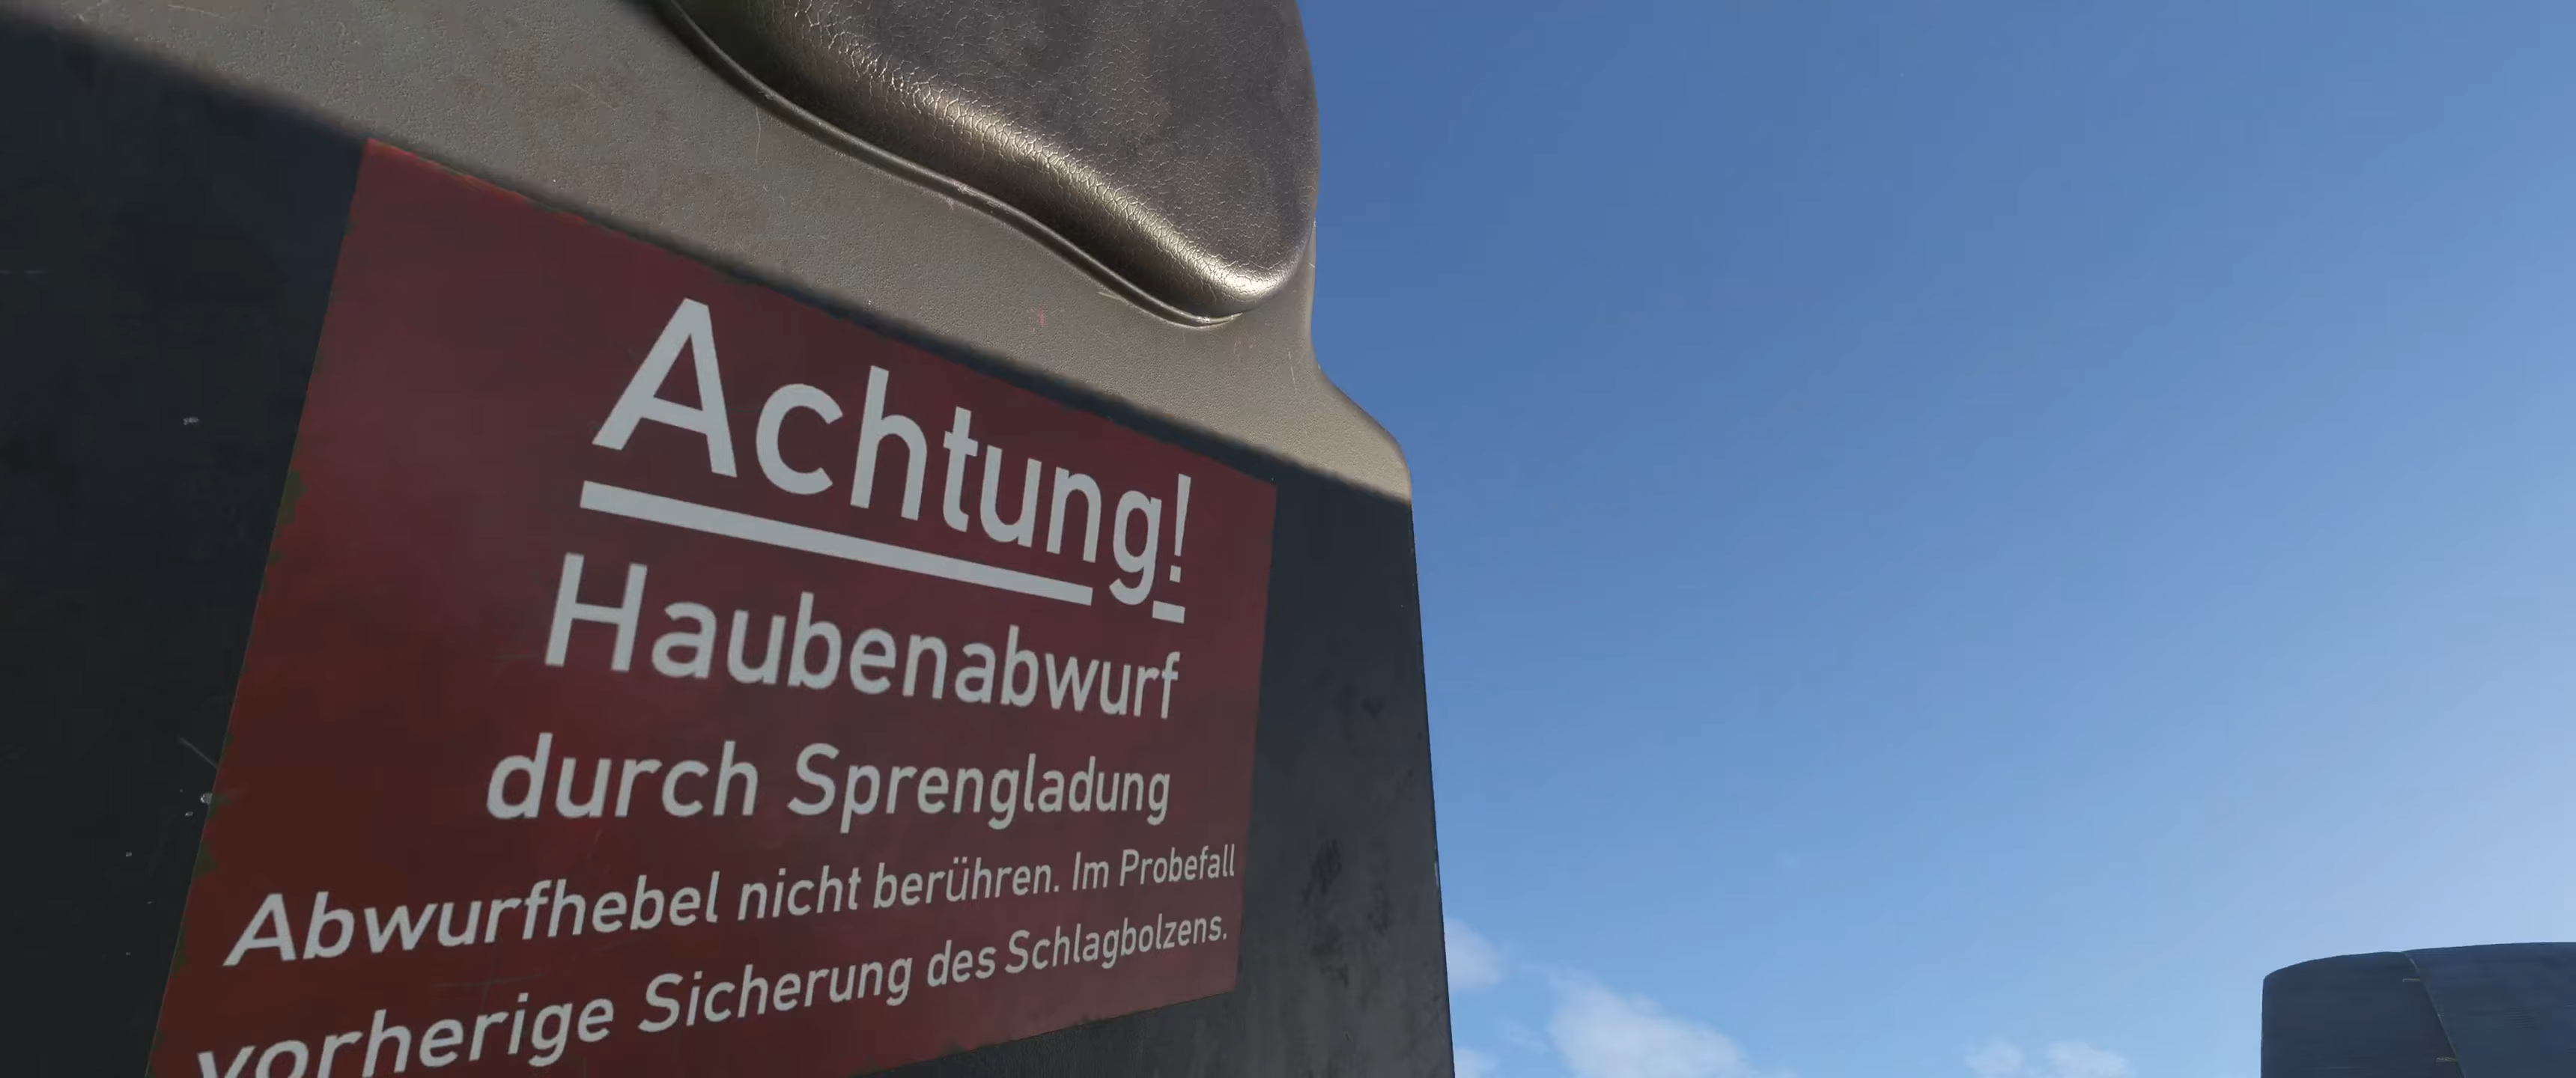 Achtung!
Haubenabwurf
durch Sprengladung
Abwurfhebel nicht berühren. Im Probefall
vorherige Sicherung des Schlagbolzens.